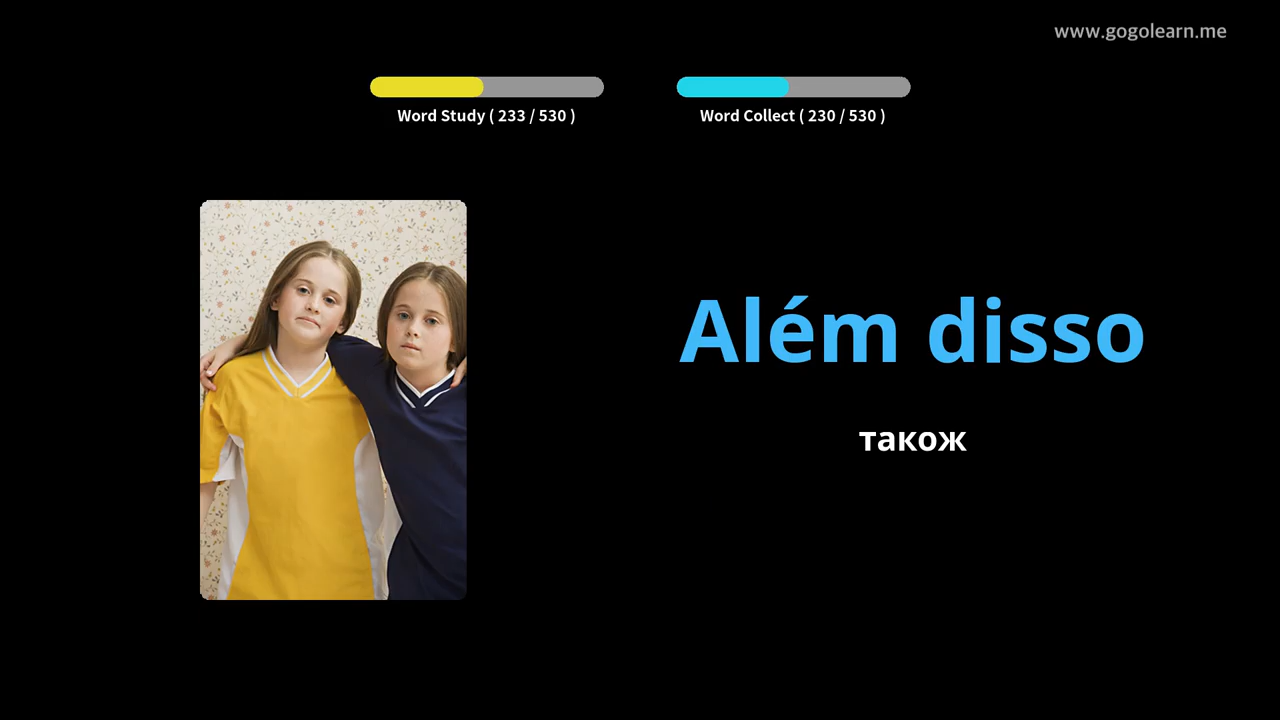 www.gogolearn.me
Word Study ( 233 / 530 )
Word Collect ( 230 / 530 )
Além disso
також